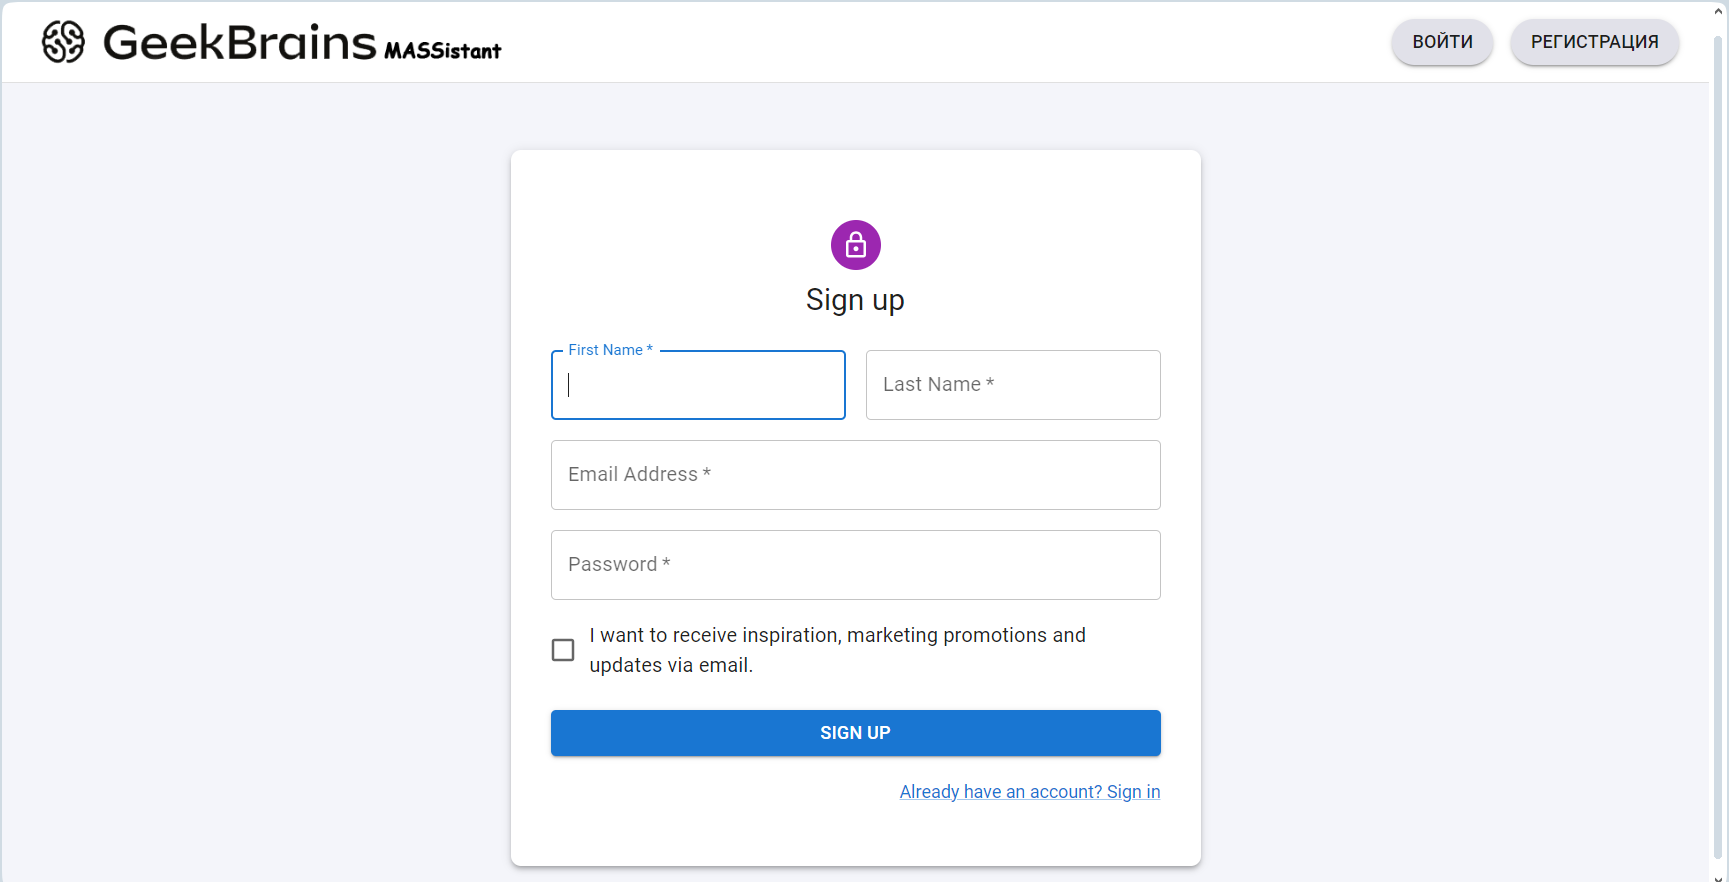 GeekBrains MASSistant
ВОЙТИ
РЕГИСТРАЦИЯ
Sign up
First Name *
Last Name *
Email Address *
Password *
I want to receive inspiration, marketing promotions and
updates via email.
SIGN UP
Already have an account? Sign in